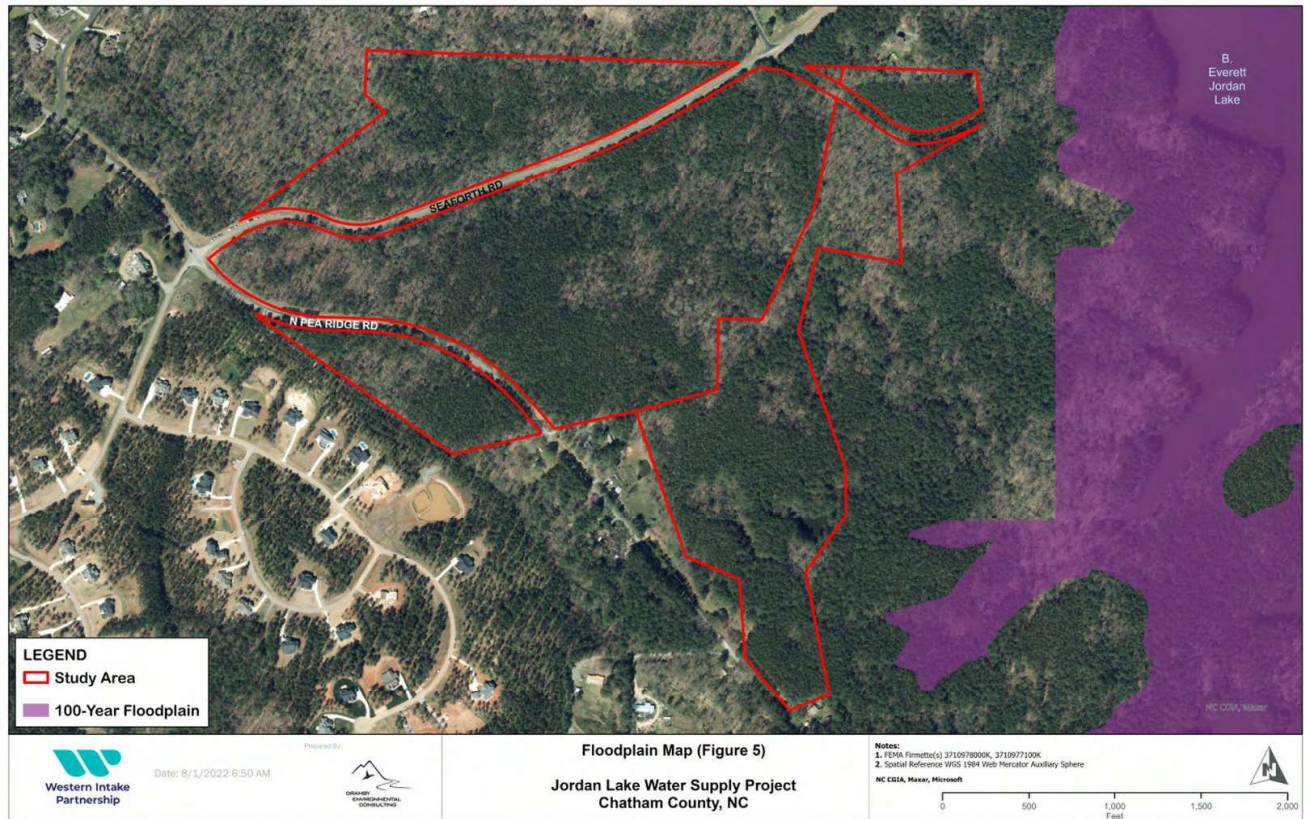 B.
Everett
Jordan
Lake
SEAFORTH RD
N PEA RIDGE RD
LEGEND
Study Area
100-Year Floodplain
NC CGIA, Maxar
Western Intake
Partnership
Date: 8/1/2022 6:50 AM
Prepared By:
DRAMBY
ENVIRONMENTAL
CONSULTING
Floodplain Map (Figure 5)
Jordan Lake Water Supply Project
Chatham County, NC
Notes:
1. FEMA Firmette(s) 3710978000K, 3710977100K
2. Spatial Reference WGS 1984 Web Mercator Auxiliary Sphere
NC CGIA, Maxar, Microsoft
N
0 500 1,000 1,500 2,000
Feet